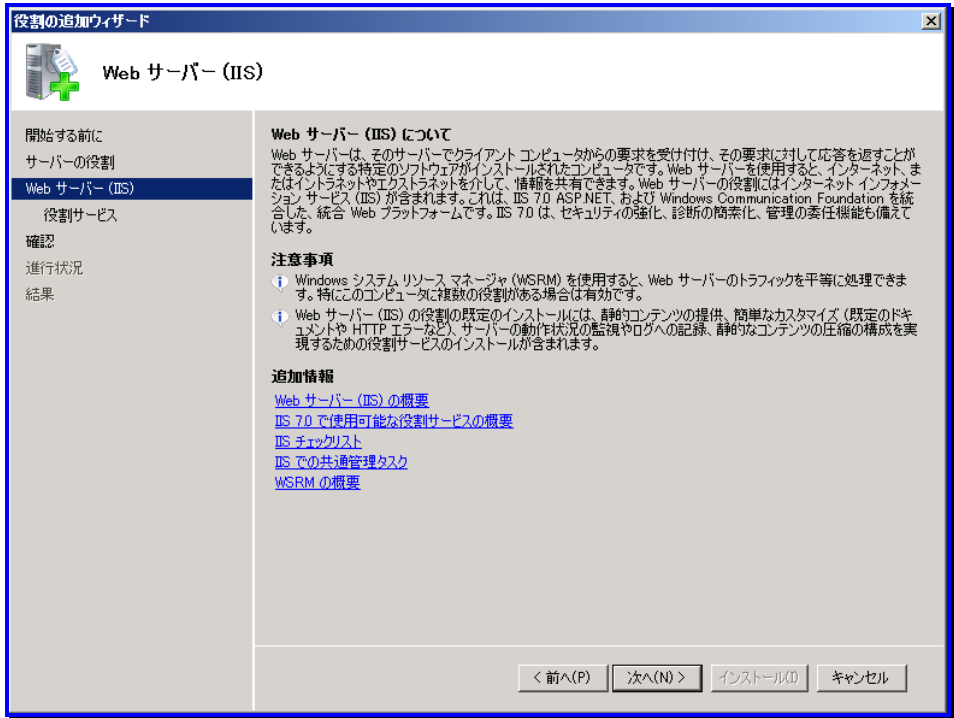 役割の追加ウィザード
Web サーバー (IIS)
開始する前に
サーバーの役割
Web サーバー (IIS)
役割サービス
確認
進行状況
結果
Web サーバー (IIS) について
Web サーバーは、そのサーバーでクライアント コンピュータからの要求を受け付け、その要求に対して応答を返すことが
できるようにする特定のソフトウェアがインストールされたコンピュータです。Web サーバーを使用すると、インターネット、ま
たはイントラネットやエクストラネットを介して、情報を共有できます。Web サーバーの役割にはインターネット インフォメー
ション サービス (IIS) が含まれます。これは、IIS 7.0 ASP.NET、および Windows Communication Foundation を統
合した、統合 Web プラットフォームです。IIS 7.0 は、セキュリティの強化、診断の簡素化、管理の委任機能も備えて
います。
注意事項
Windows システム リソース マネージャ (WSRM) を使用すると、Web サーバーのトラフィックを平等に処理できま
す。特にこのコンピュータに複数の役割がある場合は有効です。
Web サーバー (IIS) の役割の既定のインストールには、静的コンテンツの提供、簡単なカスタマイズ (既定のドキ
ュメントや HTTP エラーなど)、サーバーの動作状況の監視やログへの記録、静的なコンテンツの圧縮の構成を実
現するための役割サービスのインストールが含まれます。
追加情報
Web サーバー (IIS) の概要
IIS 7.0 で使用可能な役割サービスの概要
IIS チェックリスト
IIS での共通管理タスク
WSRM の概要
< 前へ(P)
次へ(N) >
インストール(I)
キャンセル